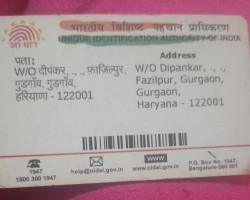 भारतीय विशिष्ट पहचान प्राधिकरण
UNIQUE IDENTIFICATION AUTHORITY OF INDIA
आधार
पता:
W/O दीपंकर, ., ., फ़ाज़िलपुर,
गुड़गाँव, गुड़गाँव,
हरियाणा - 122001
Address
W/O Dipankar, ., .,
Fazilpur, Gurgaon,
Gurgaon,
Haryana - 122001
1947
1800 300 1947
help@uidai.gov.in
www.uidai.gov.in
P.O. Box No. 1947,
Bengaluru-560 001